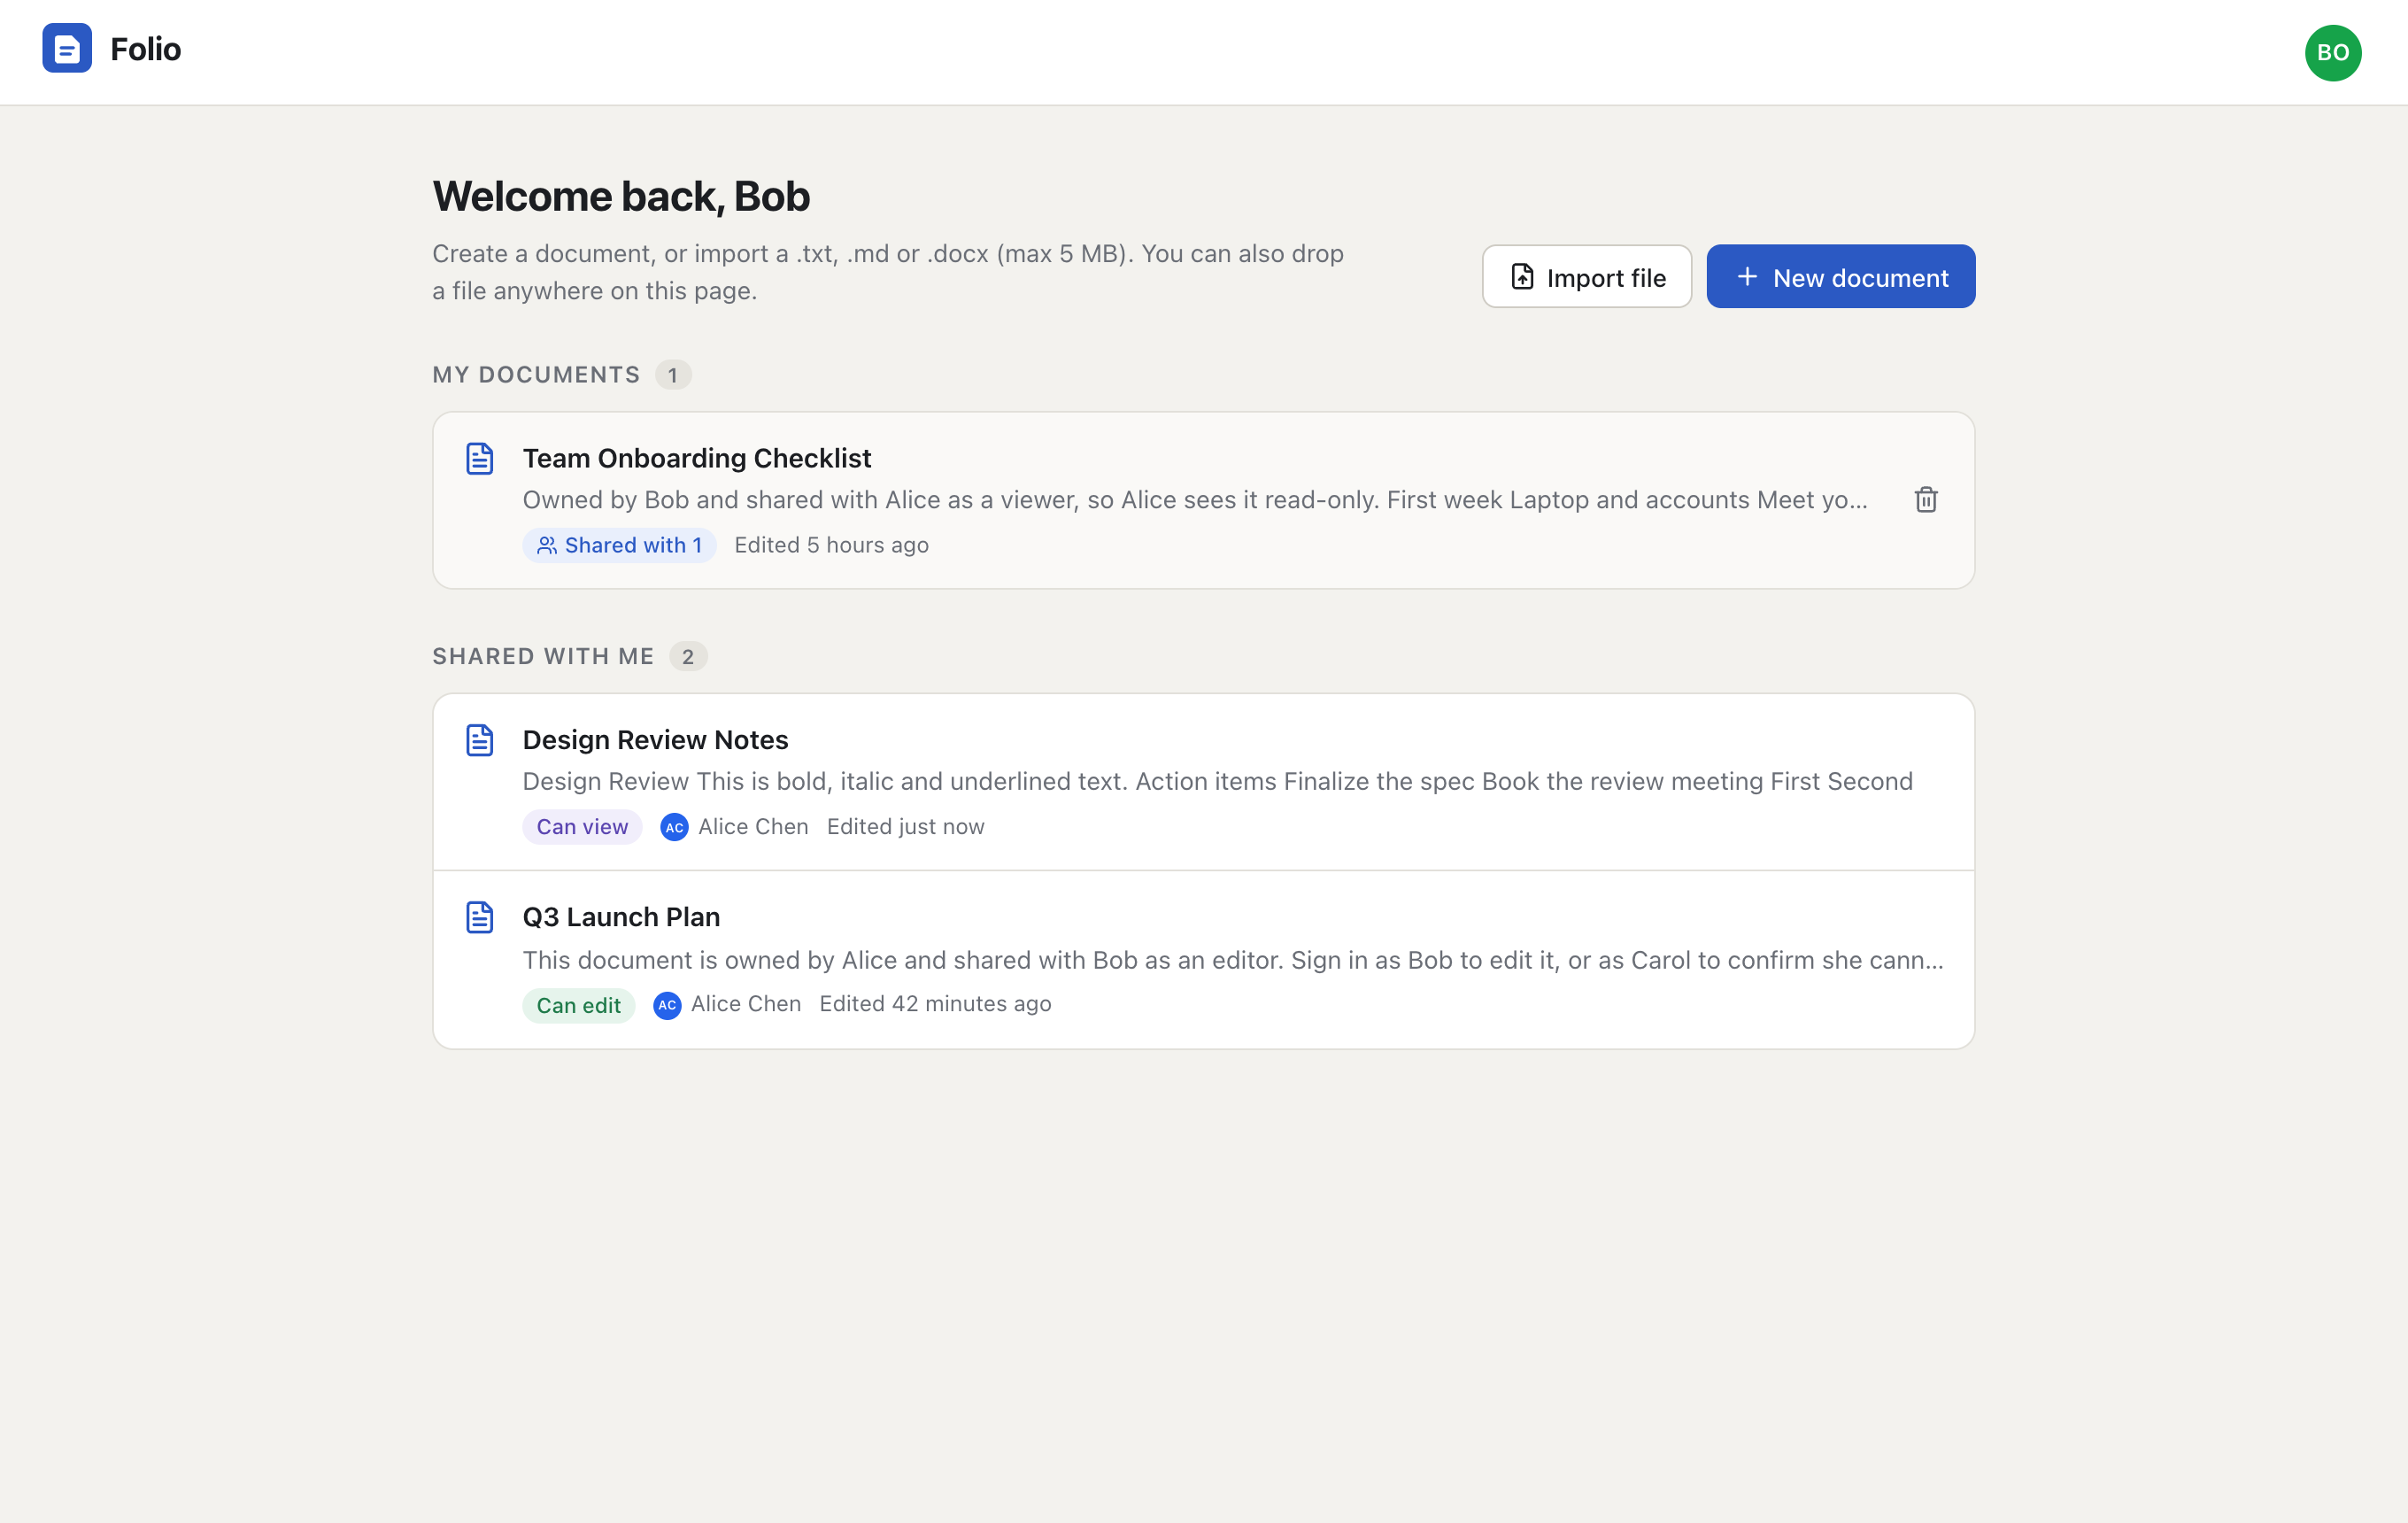 Folio
BO
Welcome back, Bob
Create a document, or import a .txt, .md or .docx (max 5 MB). You can also drop
a file anywhere on this page.
Import file
New document
MY DOCUMENTS 1
Team Onboarding Checklist
Owned by Bob and shared with Alice as a viewer, so Alice sees it read-only. First week Laptop and accounts Meet yo...
Shared with 1 Edited 5 hours ago
SHARED WITH ME 2
Design Review Notes
Design Review This is bold, italic and underlined text. Action items Finalize the spec Book the review meeting First Second
Can view AC Alice Chen Edited just now
Q3 Launch Plan
This document is owned by Alice and shared with Bob as an editor. Sign in as Bob to edit it, or as Carol to confirm she cann...
Can edit AC Alice Chen Edited 42 minutes ago